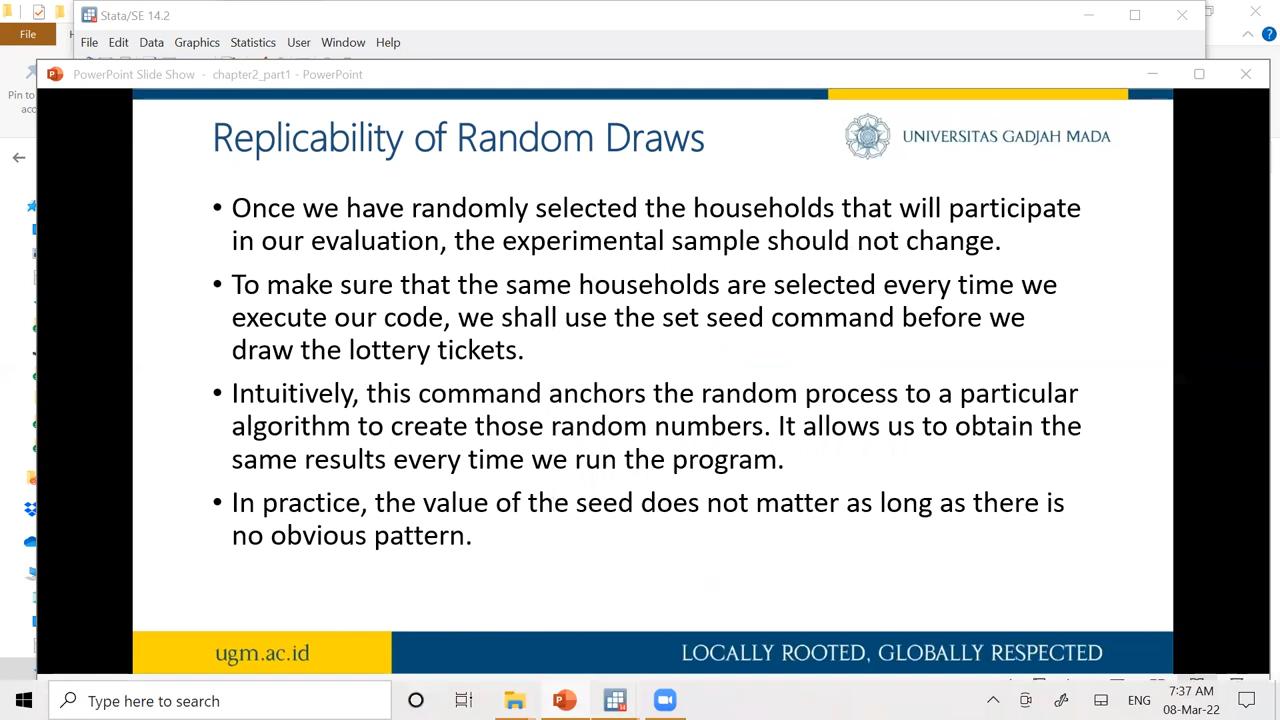 Stata/SE 14.2
File
File Edit Data Graphics Statistics User Window Help
PowerPoint Slide Show - chapter2_part1 - PowerPoint
Pin to
Replicability of Random Draws
UNIVERSITAS GADJAH MADA
• Once we have randomly selected the households that will participate
in our evaluation, the experimental sample should not change.
• To make sure that the same households are selected every time we
execute our code, we shall use the set seed command before we
draw the lottery tickets.
• Intuitively, this command anchors the random process to a particular
algorithm to create those random numbers. It allows us to obtain the
same results every time we run the program.
• In practice, the value of the seed does not matter as long as there is
no obvious pattern.
ugm.ac.id
LOCALLY ROOTED, GLOBALLY RESPECTED
Type here to search
ENG
7:37 AM
08-Mar-22